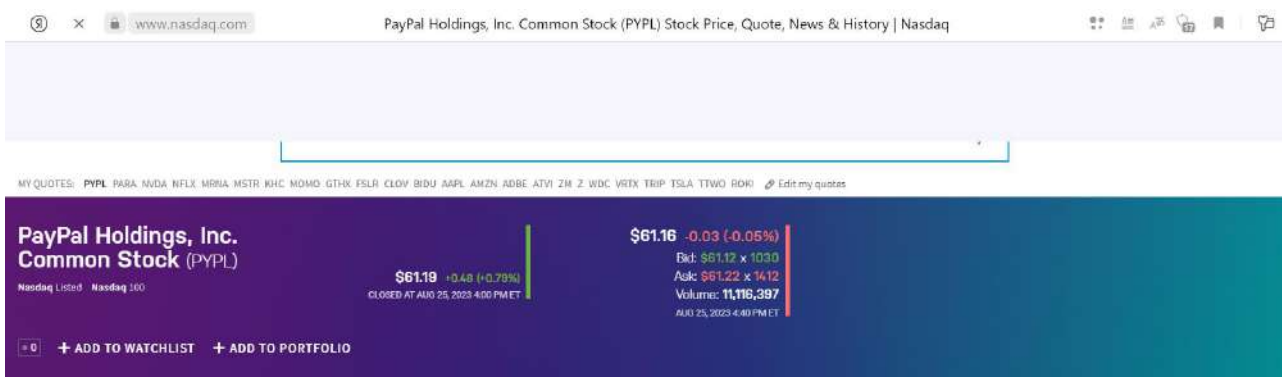 www.nasdaq.com PayPal Holdings, Inc. Common Stock (PYPL) Stock Price, Quote, News & History | Nasdaq
MY QUOTES: PYPL PARA NVDA NFLX MRNA MSTR KHC MOMO GTHX FSLR CLOV BIDU AAPL AMZN ADBE ATVI ZM Z WDC VRTX TRIP TSLA TTWO ROKU Edit my quotes
PayPal Holdings, Inc.
Common Stock (PYPL)
Nasdaq Listed Nasdaq 100
$61.19 +0.48 (+0.79%)
CLOSED AT AUG 25, 2023 4:00 PM ET
$61.16 -0.03 (-0.05%)
Bid: $61.12 x 1030
Ask: $61.22 x 1412
Volume: 11,116,397
AUG 25, 2023 4:40 PM ET
+ ADD TO WATCHLIST + ADD TO PORTFOLIO